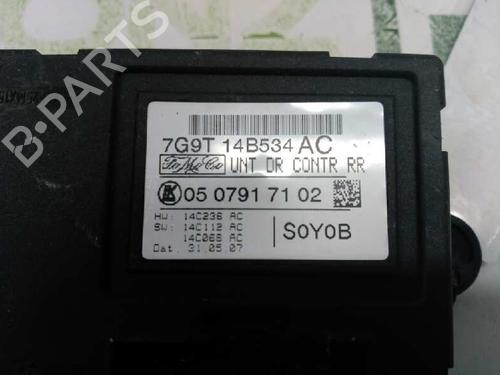 7G9T 14B534 AC
FoMoCo UNT DR CONTR RR
K 05 0791 71 02
HW: 14C236 AC
SW: 14C112 AC
14C068 AC
Dat. 31.05.07
S0Y0B
B-PARTS